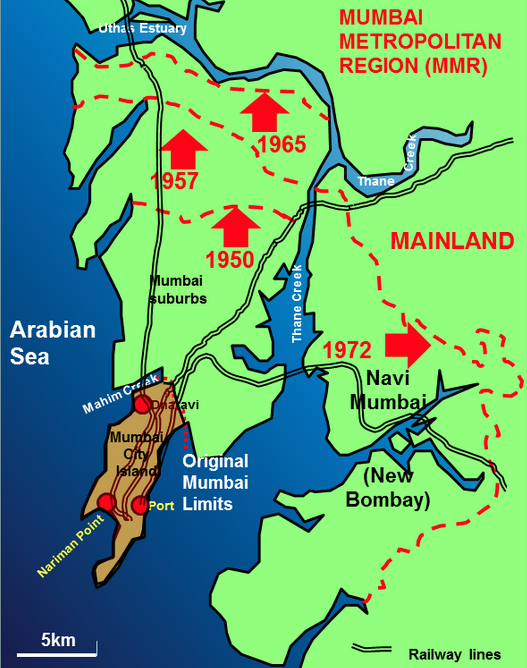 MUMBAI
METROPOLITAN
REGION (MMR)
Uthas Estuary
1965
1957
Thane Creek
1950
MAINLAND
Mumbai
suburbs
Thane Creek
Arabian
Sea
1972
Navi
Mumbai
(New
Bombay)
Mahim Creek
Dharavi
Mumbai
City
Island
Original
Mumbai
Limits
Port
Nariman Point
5km
Railway lines